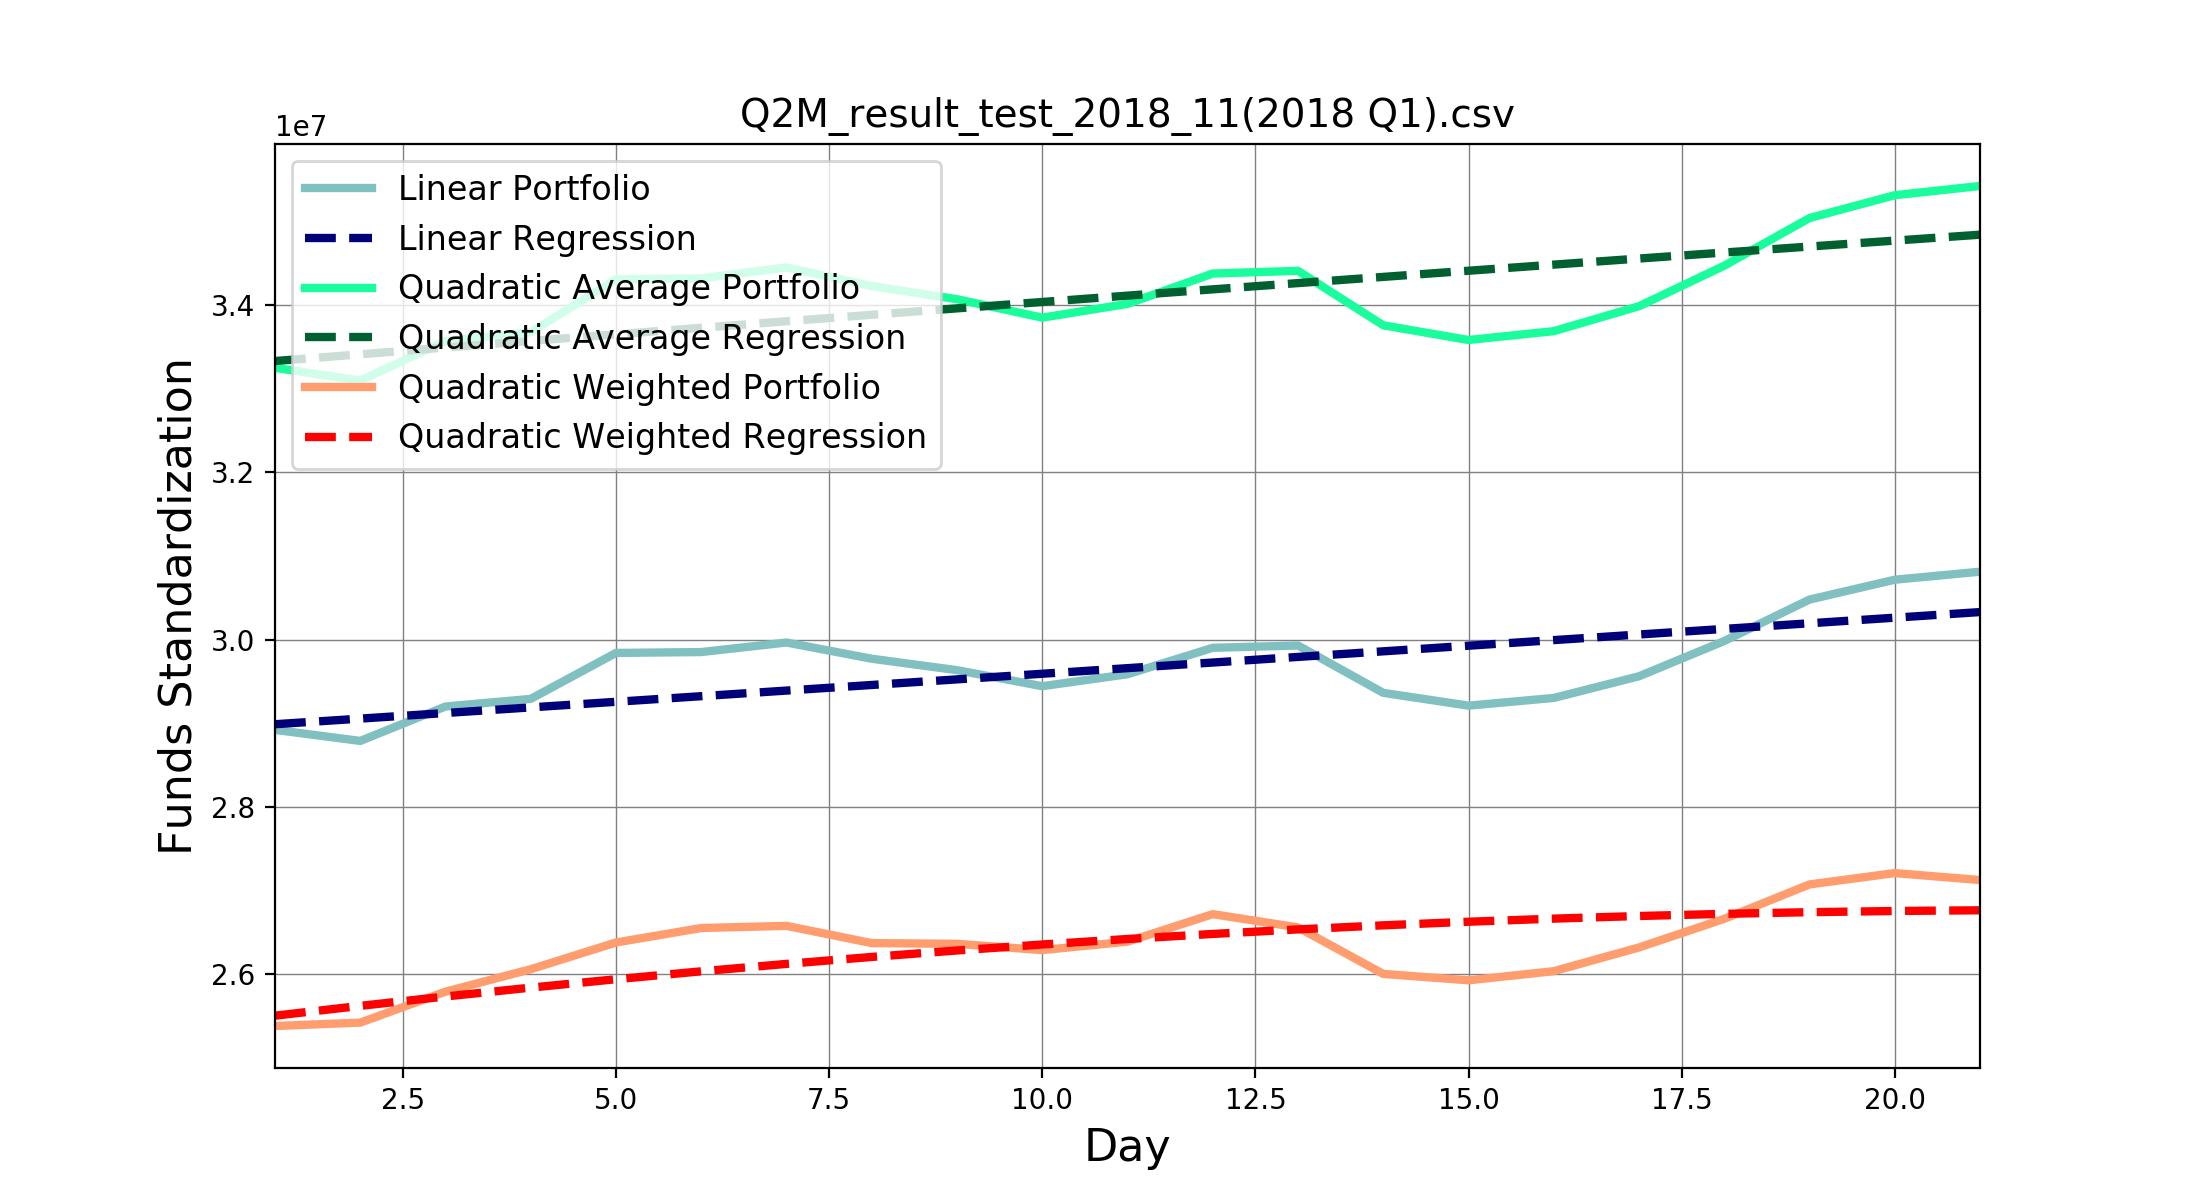 Q2M_result_test_2018_11(2018 Q1).csv
1e7
Linear Portfolio
Linear Regression
Quadratic Average Portfolio
Quadratic Average Regression
Quadratic Weighted Portfolio
Quadratic Weighted Regression
3.4
3.2
3.0
2.8
2.6
Funds Standardization
2.5 5.0 7.5 10.0 12.5 15.0 17.5 20.0
Day